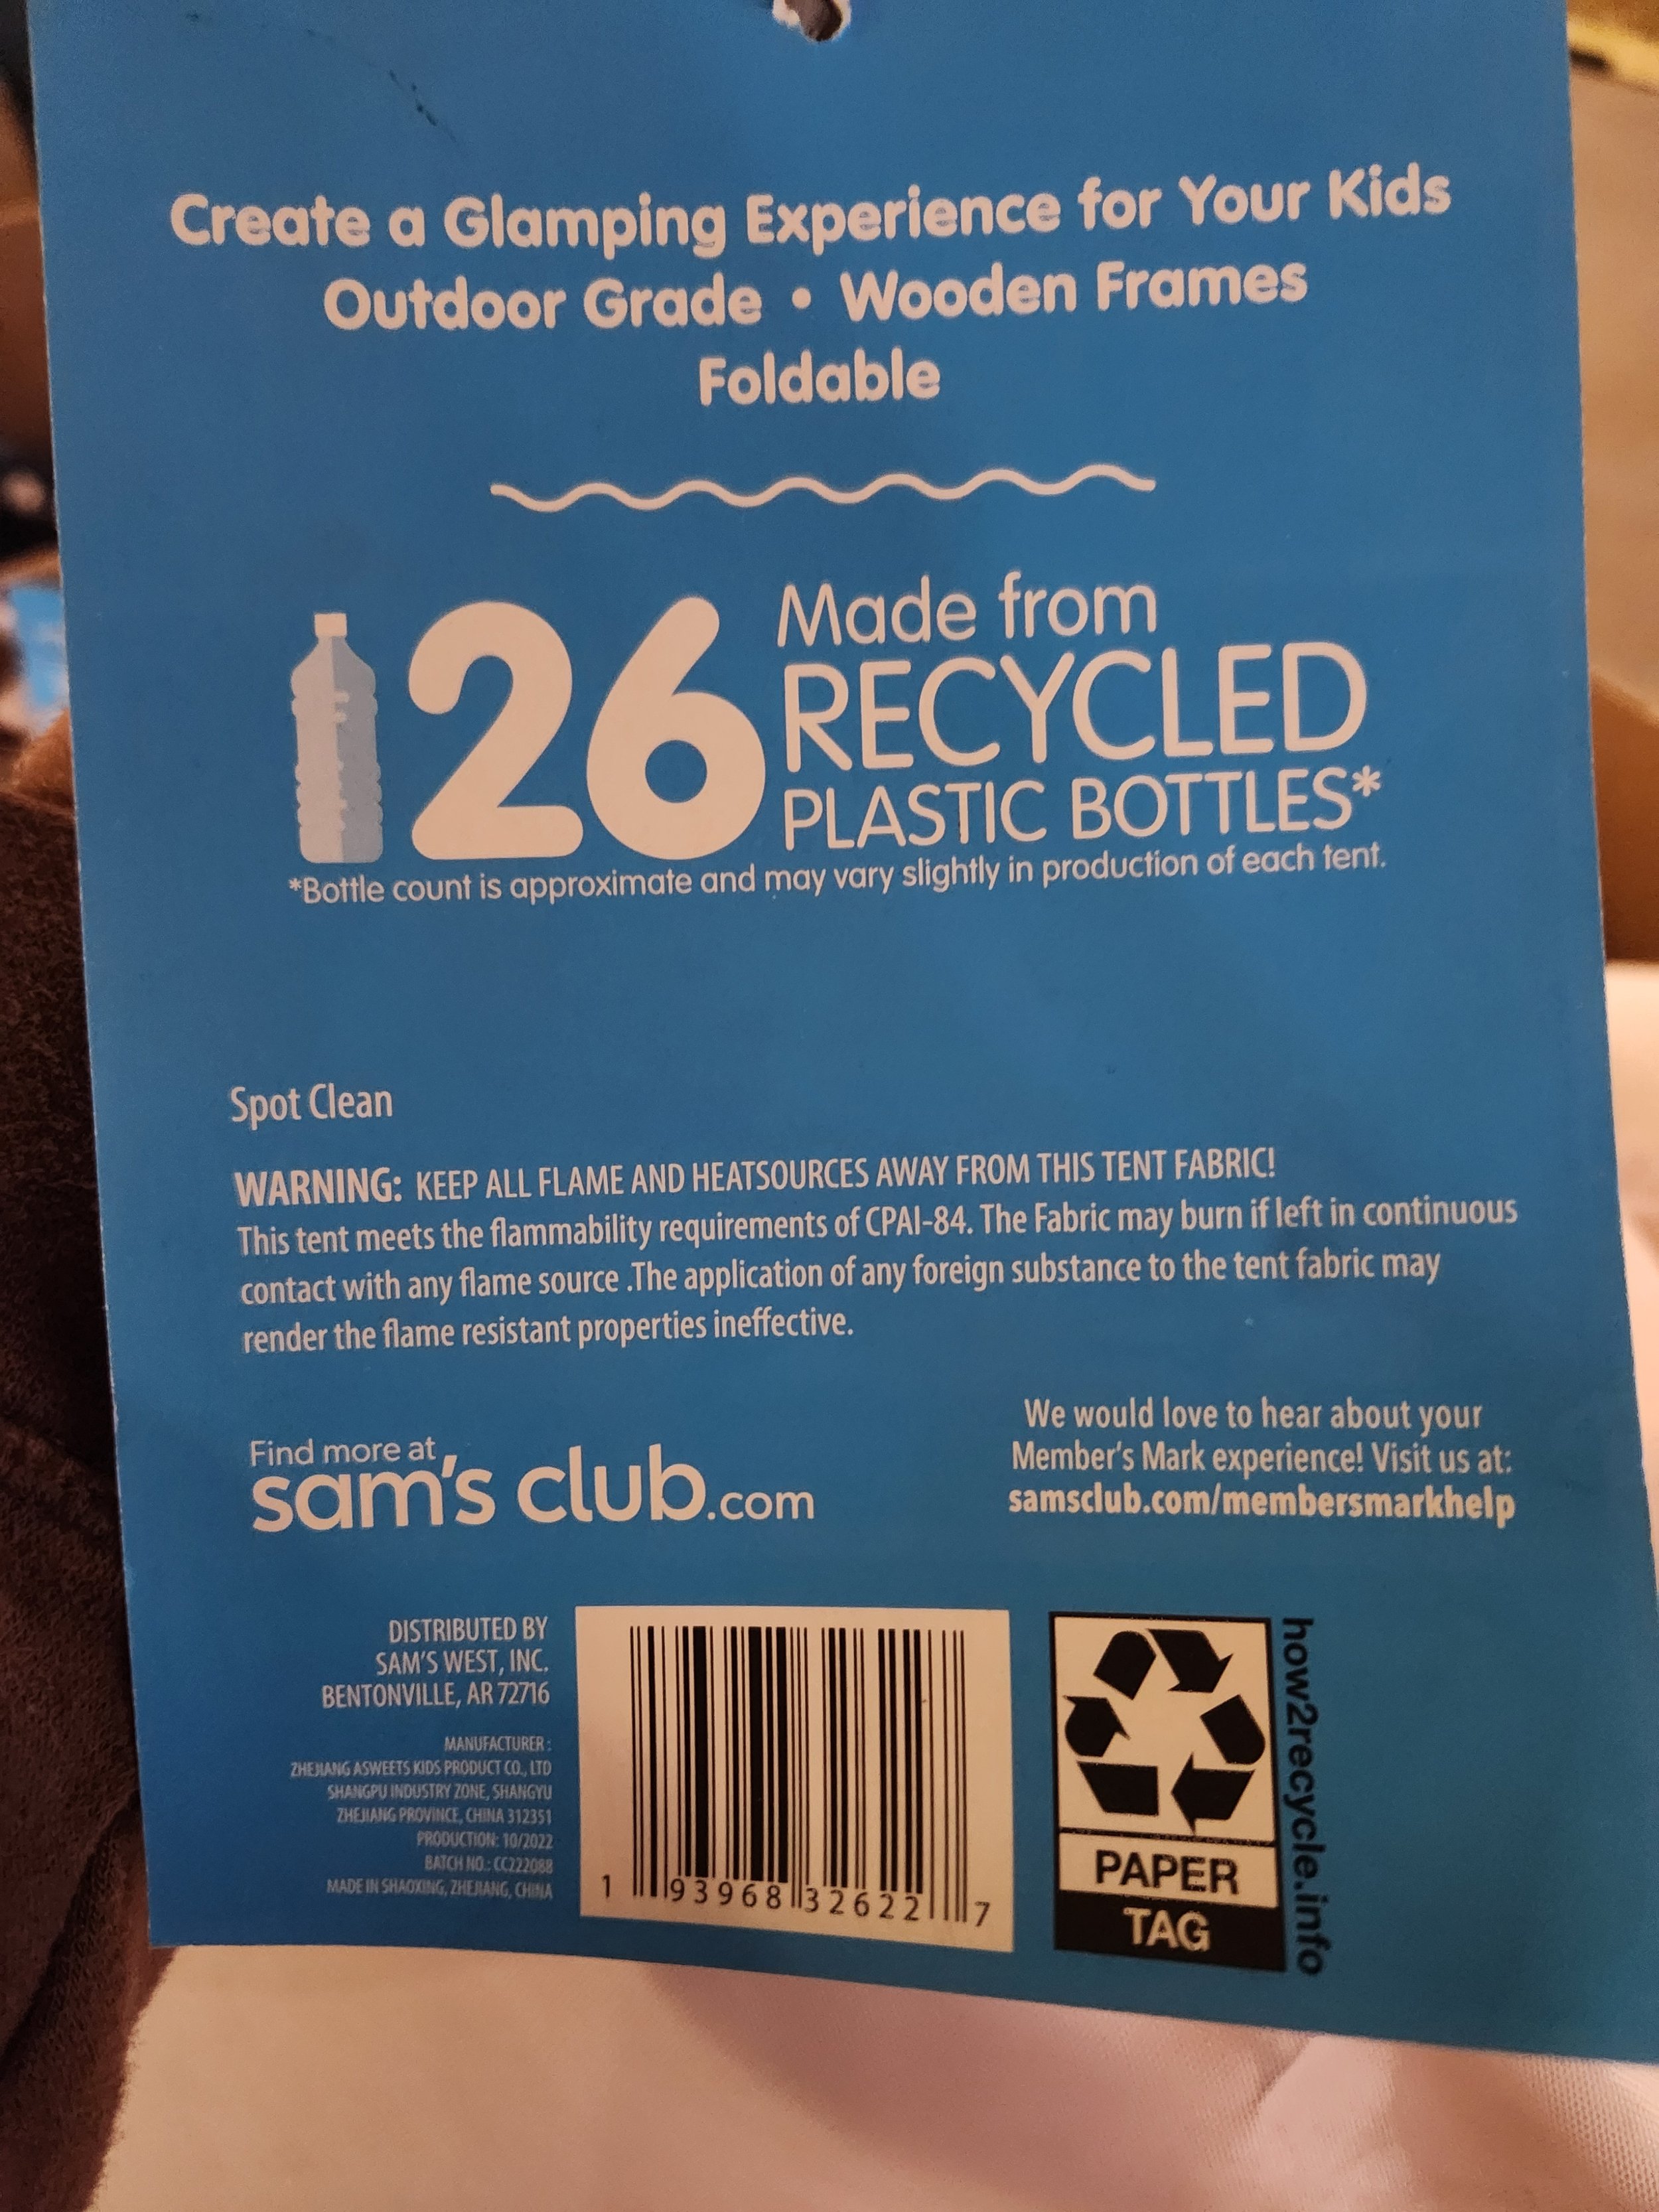 Create a Glamping Experience for Your Kids
Outdoor Grade • Wooden Frames
Foldable
26
Made from
RECYCLED
PLASTIC BOTTLES*
*Bottle count is approximate and may vary slightly in production of each tent.
Spot Clean
WARNING: KEEP ALL FLAME AND HEATSOURCES AWAY FROM THIS TENT FABRIC!
This tent meets the flammability requirements of CPAI-84. The Fabric may burn if left in continuous
contact with any flame source .The application of any foreign substance to the tent fabric may
render the flame resistant properties ineffective.
Find more at
sam's club.com
We would love to hear about your
Member's Mark experience! Visit us at:
samsclub.com/membersmarkhelp
DISTRIBUTED BY
SAM'S WEST, INC.
BENTONVILLE, AR 72716
MANUFACTURER :
ZHEJIANG ASWEETS KIDS PRODUCT CO., LTD
SHANGPU INDUSTRY ZONE, SHANGYU
ZHEJIANG PROVINCE, CHINA 312351
PRODUCTION: 10/2022
BATCH NO.: CC222088
MADE IN SHAOXING, ZHEJIANG, CHINA
1 93968 32622 7
PAPER
TAG
how2recycle.info